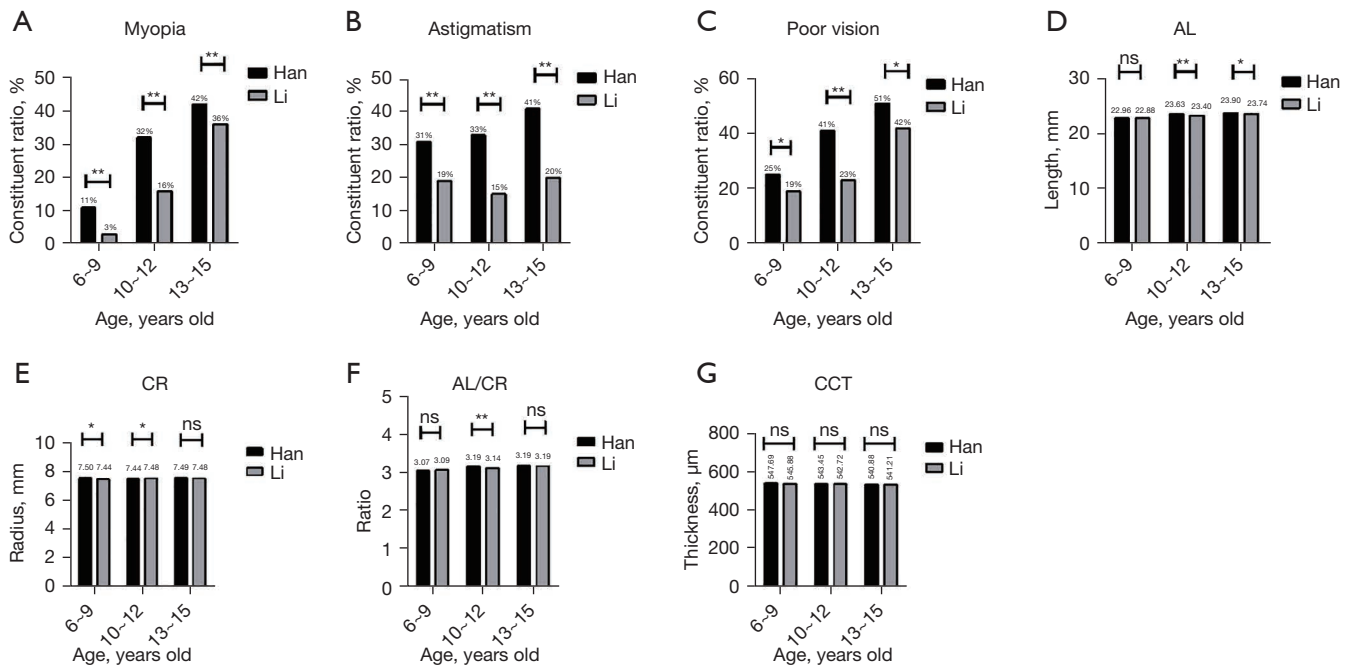 A
Myopia
**
**
**
Han
Li
Constituent ratio, %
50
40
30
20
10
0
11%
3%
32%
16%
42%
36%
6~9
10~12
13~15
Age, years old
B
Astigmatism
**
**
**
Han
Li
Constituent ratio, %
50
40
30
20
10
0
31%
19%
33%
15%
41%
20%
6~9
10~12
13~15
Age, years old
C
Poor vision
*
**
*
Han
Li
Constituent ratio, %
60
40
20
0
25%
19%
41%
23%
51%
42%
6~9
10~12
13~15
Age, years old
D
AL
ns
**
*
Han
Li
Length, mm
30
20
10
0
22.96
22.88
23.63
23.40
23.90
23.74
6~9
10~12
13~15
Age, years old
E
CR
*
*
ns
Han
Li
Radius, mm
10
8
6
4
2
0
7.50
7.44
7.44
7.48
7.49
7.48
6~9
10~12
13~15
Age, years old
F
AL/CR
ns
**
ns
Han
Li
Ratio
5
4
3
2
1
0
3.07
3.09
3.19
3.14
3.19
3.19
6~9
10~12
13~15
Age, years old
G
CCT
ns
ns
ns
Han
Li
Thickness, μm
800
600
400
200
0
547.69
545.88
543.45
542.72
540.88
541.21
6~9
10~12
13~15
Age, years old